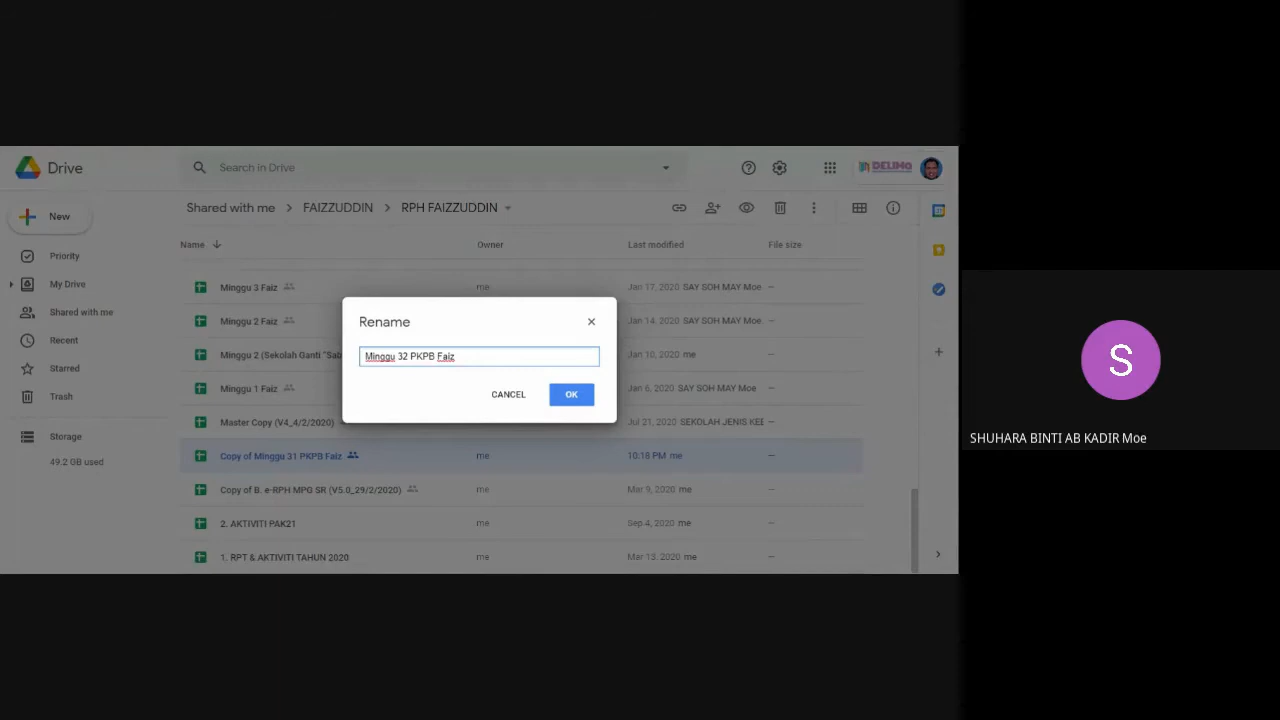 Drive
Search in Drive
DELIMa
New
Shared with me > FAIZZUDDIN > RPH FAIZZUDDIN
Name Owner Last modified File size
Priority
My Drive
Shared with me
Recent
Starred
Trash
Storage
49.2 GB used
Minggu 3 Faiz me Jan 17, 2020 SAY SOH MAY Moe —
Minggu 2 Faiz Jan 14, 2020 SAY SOH MAY Moe —
Minggu 2 (Sekolah Ganti "Sab Jan 10, 2020 me —
Minggu 1 Faiz Jan 6, 2020 SAY SOH MAY Moe —
Master Copy (V4_4/2/2020) Jul 21, 2020 SEKOLAH JENIS KEE —
Copy of Minggu 31 PKPB Faiz me 10:18 PM me —
Copy of B. e-RPH MPG SR (V5.0_29/2/2020) me Mar 9, 2020 me —
2. AKTIVITI PAK21 me Sep 4, 2020 me —
1. RPT & AKTIVITI TAHUN 2020 me Mar 13, 2020 me —
Rename
Minggu 32 PKPB Faiz
CANCEL OK
S
SHUHARA BINTI AB KADIR Moe